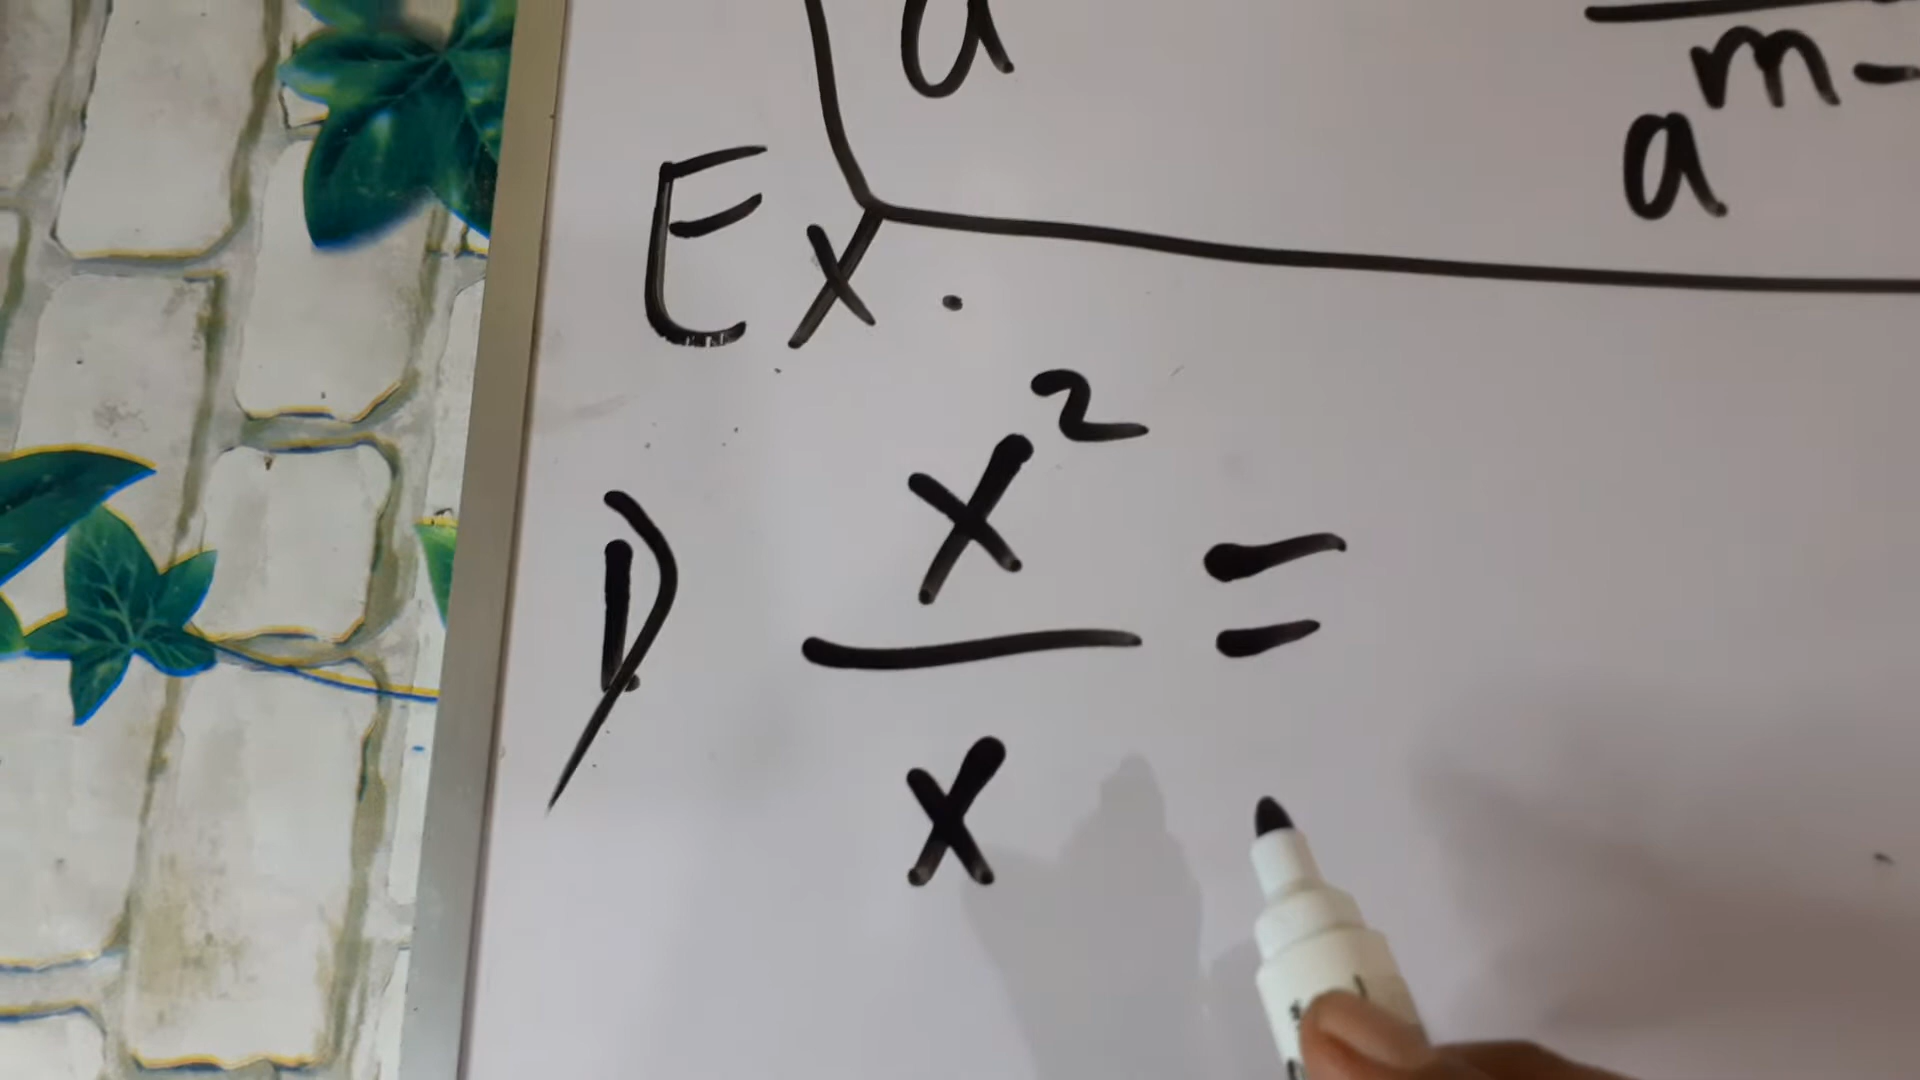 a
a^m-
Ex.
1) x^2 / x =